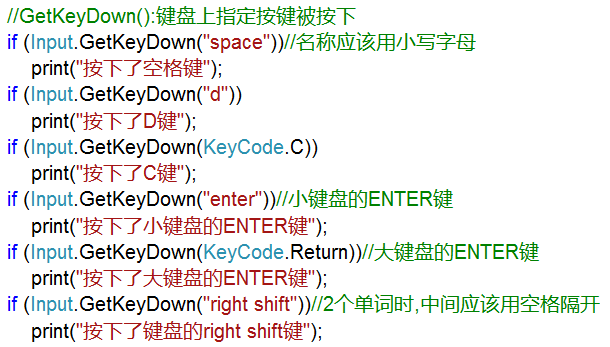 //GetKeyDown():键盘上指定按键被按下
if (Input.GetKeyDown("space"))//名称应该用小写字母
print("按下了空格键");
if (Input.GetKeyDown("d"))
print("按下了D键");
if (Input.GetKeyDown(KeyCode.C))
print("按下了C键");
if (Input.GetKeyDown("enter"))//小键盘的ENTER键
print("按下了小键盘的ENTER键");
if (Input.GetKeyDown(KeyCode.Return))//大键盘的ENTER键
print("按下了大键盘的ENTER键");
if (Input.GetKeyDown("right shift"))//2个单词时,中间应该用空格隔开
print("按下了键盘的right shift键");